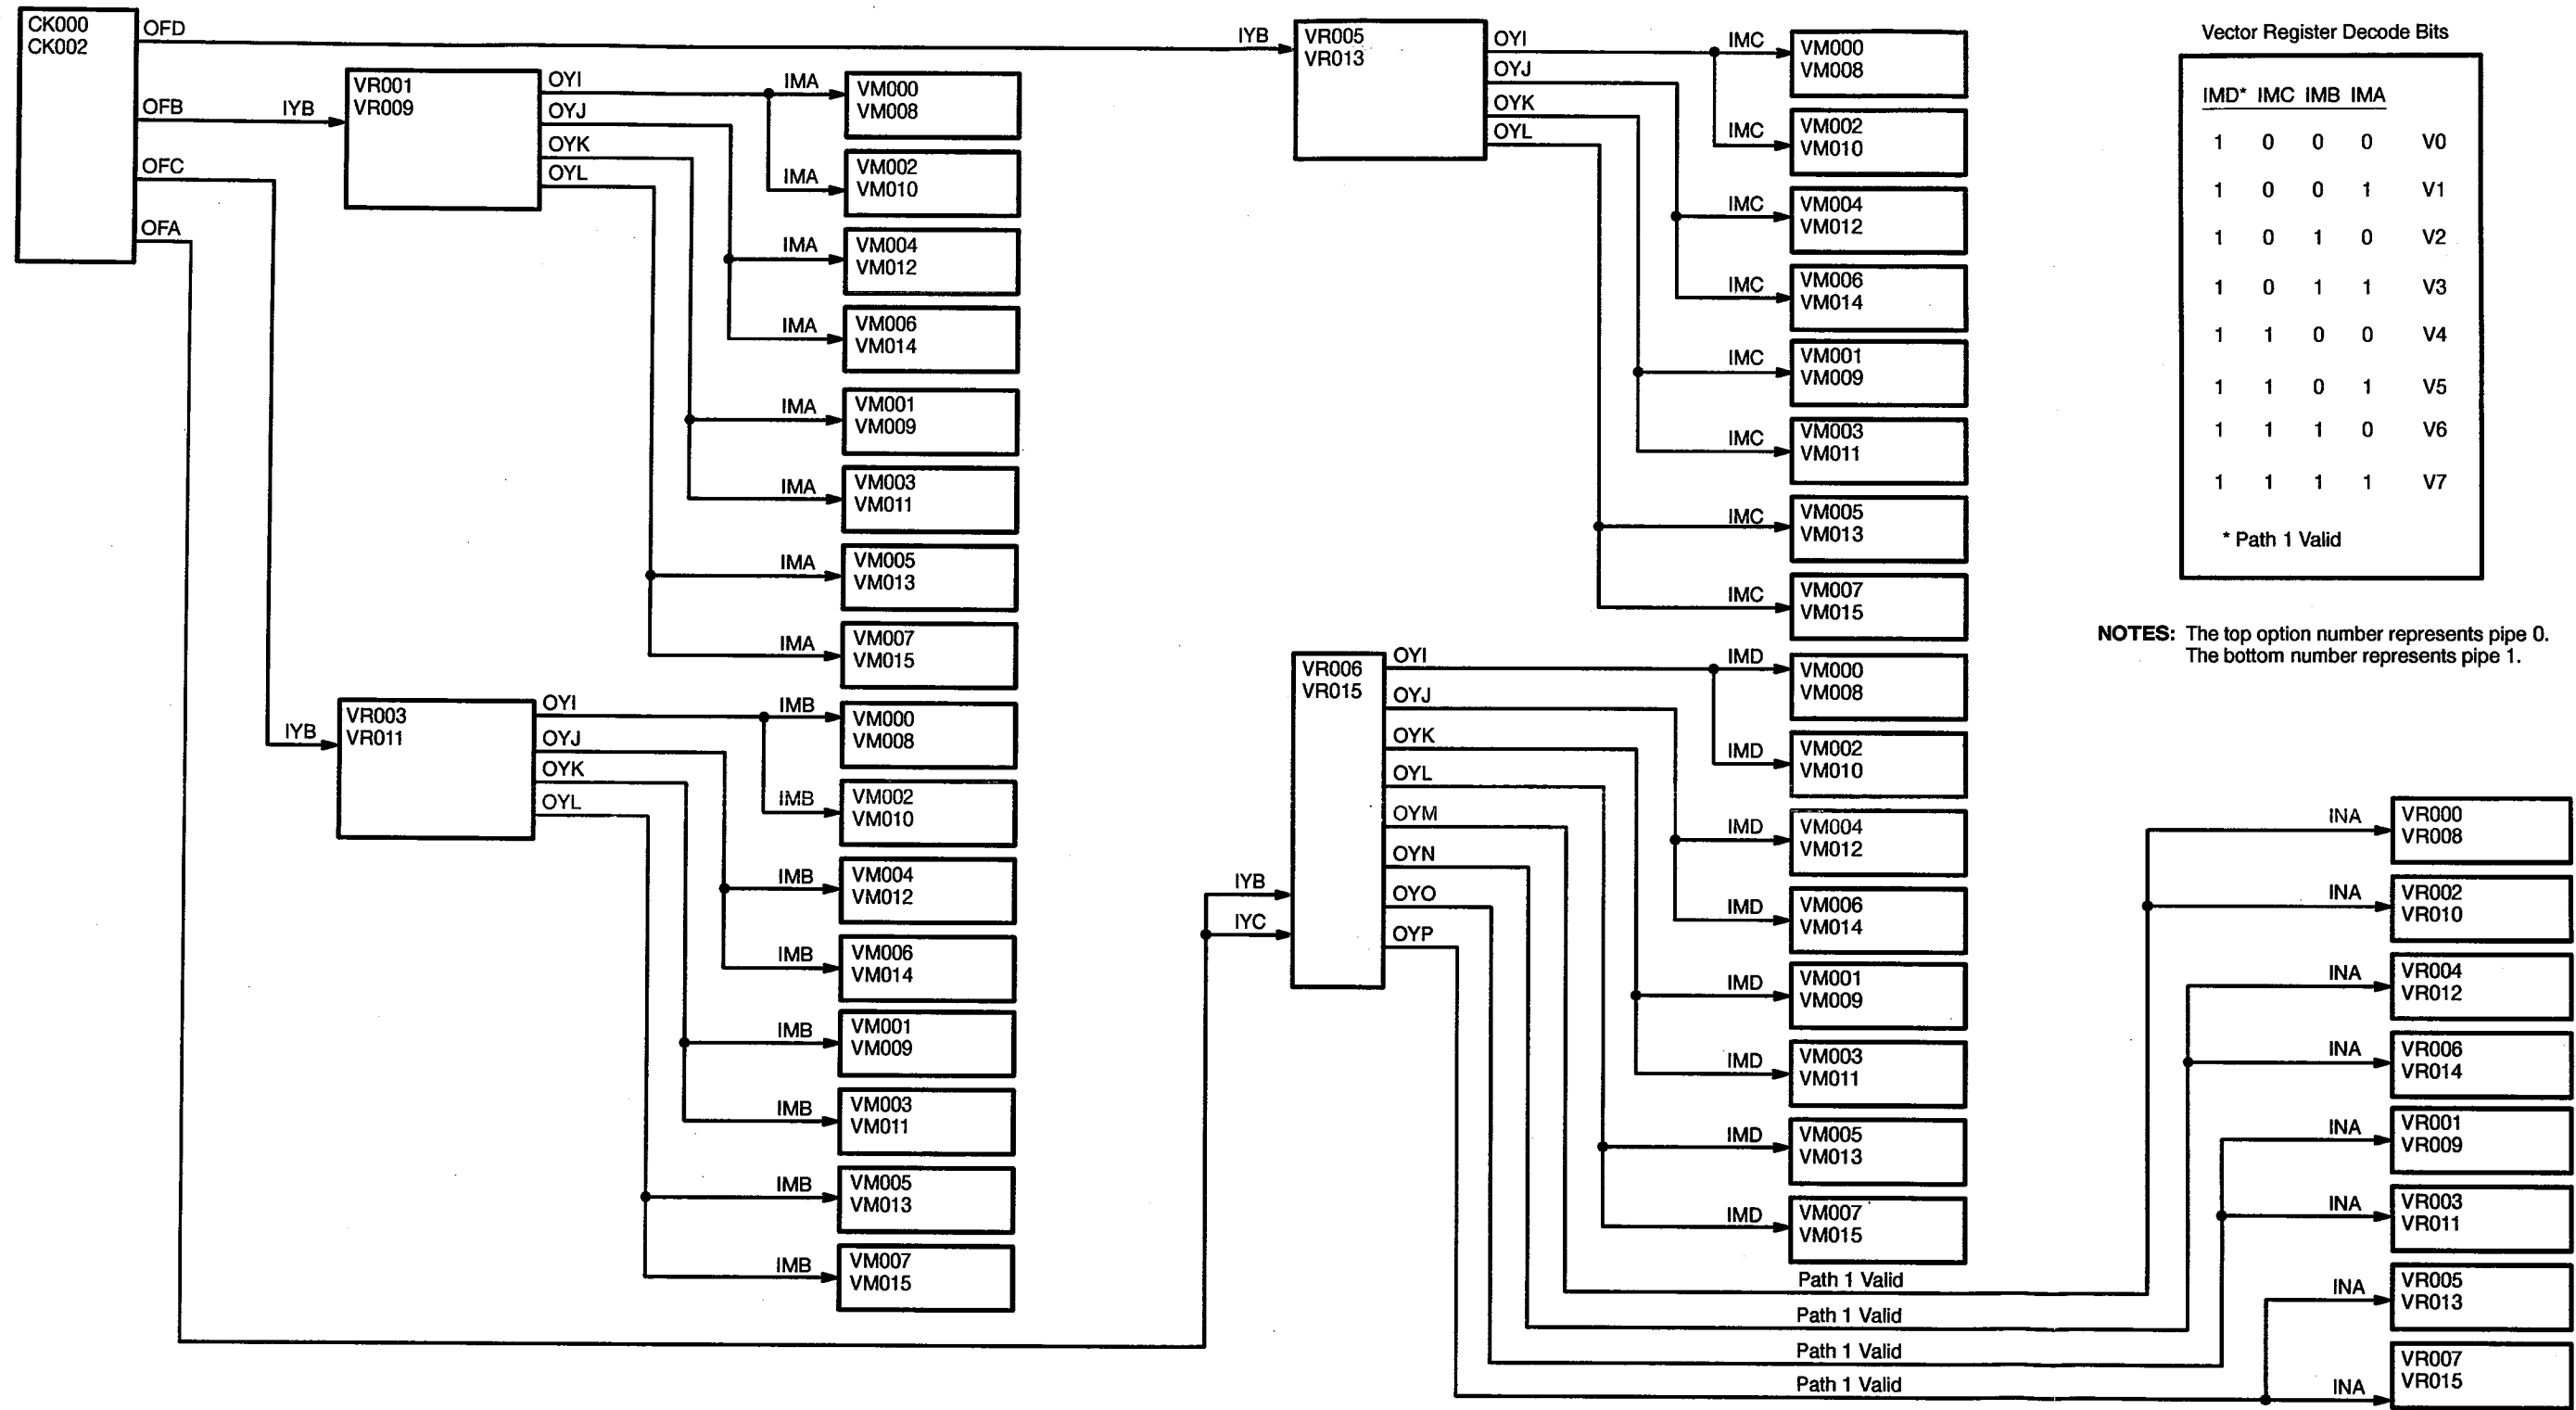 CK000
CK002
OFD
OFB
OFC
OFA
IYB
VR001
VR009
OYI
OYJ
OYK
OYL
IMA
VM000
VM008
IMA
VM002
VM010
IMA
VM004
VM012
IMA
VM006
VM014
IMA
VM001
VM009
IMA
VM003
VM011
IMA
VM005
VM013
IMA
VM007
VM015
IYB
VR003
VR011
OYI
OYJ
OYK
OYL
IMB
VM000
VM008
IMB
VM002
VM010
IMB
VM004
VM012
IMB
VM006
VM014
IMB
VM001
VM009
IMB
VM003
VM011
IMB
VM005
VM013
IMB
VM007
VM015
IYB
VR005
VR013
OYI
OYJ
OYK
OYL
IMC
VM000
VM008
IMC
VM002
VM010
IMC
VM004
VM012
IMC
VM006
VM014
IMC
VM001
VM009
IMC
VM003
VM011
IMC
VM005
VM013
IMC
VM007
VM015
IYB
IYC
VR006
VR015
OYI
OYJ
OYK
OYL
OYM
OYN
OYO
OYP
IMD
VM000
VM008
IMD
VM002
VM010
IMD
VM004
VM012
IMD
VM006
VM014
IMD
VM001
VM009
IMD
VM003
VM011
IMD
VM005
VM013
IMD
VM007
VM015
Path 1 Valid
Path 1 Valid
Path 1 Valid
Path 1 Valid
Vector Register Decode Bits
IMD* IMC IMB IMA
1 0 0 0 V0
1 0 0 1 V1
1 0 1 0 V2
1 0 1 1 V3
1 1 0 0 V4
1 1 0 1 V5
1 1 1 0 V6
1 1 1 1 V7
* Path 1 Valid
NOTES: The top option number represents pipe 0.
The bottom number represents pipe 1.
INA
VR000
VR008
INA
VR002
VR010
INA
VR004
VR012
INA
VR006
VR014
INA
VR001
VR009
INA
VR003
VR011
INA
VR005
VR013
INA
VR007
VR015